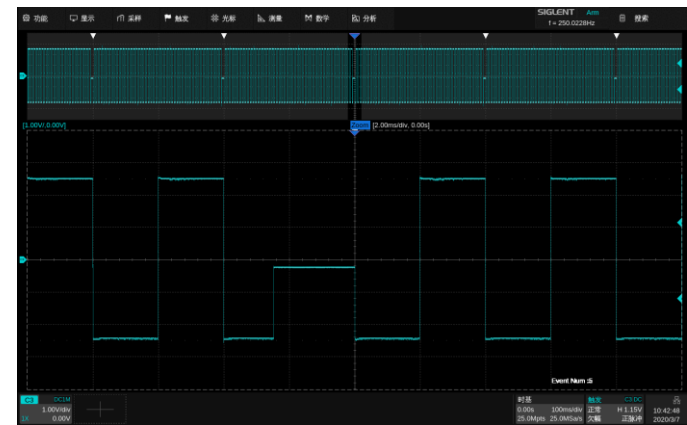 功能 显示 采样 触发 光标 测量 数学 分析 SIGLENT Arm 搜索
f = 250.0228Hz
[1.00V/,0.00V] Zoom [2.00ms/div, 0.00s]
Event Num :5
C3 DC1M 时基 触发 C3 DC
1.00V/div 0.00s 100ms/div 正常 H 1.15V 10:42:48
1X 0.00V 25.0Mpts 25.0MSa/s 欠幅 正脉冲 2020/3/7